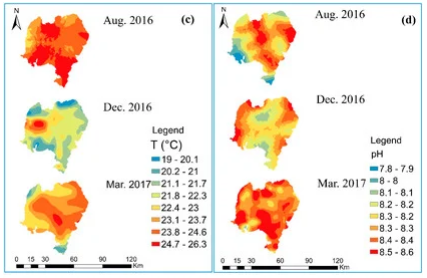 N
Aug. 2016
(c)
Dec. 2016
Legend
T (°C)
19 - 20.1
20.2 - 21
21.1 - 21.7
21.8 - 22.3
22.4 - 23
23.1 - 23.7
23.8 - 24.6
24.7 - 26.3
Mar. 2017
0 15 30 60 90 120
Km
N
Aug. 2016
(d)
Dec. 2016
Legend
pH
7.8 - 7.9
8 - 8
8.1 - 8.1
8.2 - 8.2
8.3 - 8.2
8.3 - 8.3
8.4 - 8.4
8.5 - 8.6
Mar. 2017
0 15 30 60 90 120
Km